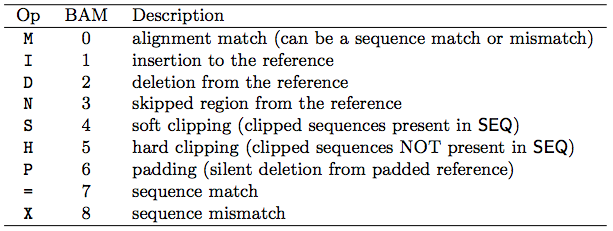 Op BAM Description
M 0 alignment match (can be a sequence match or mismatch)
I 1 insertion to the reference
D 2 deletion from the reference
N 3 skipped region from the reference
S 4 soft clipping (clipped sequences present in SEQ)
H 5 hard clipping (clipped sequences NOT present in SEQ)
P 6 padding (silent deletion from padded reference)
= 7 sequence match
X 8 sequence mismatch